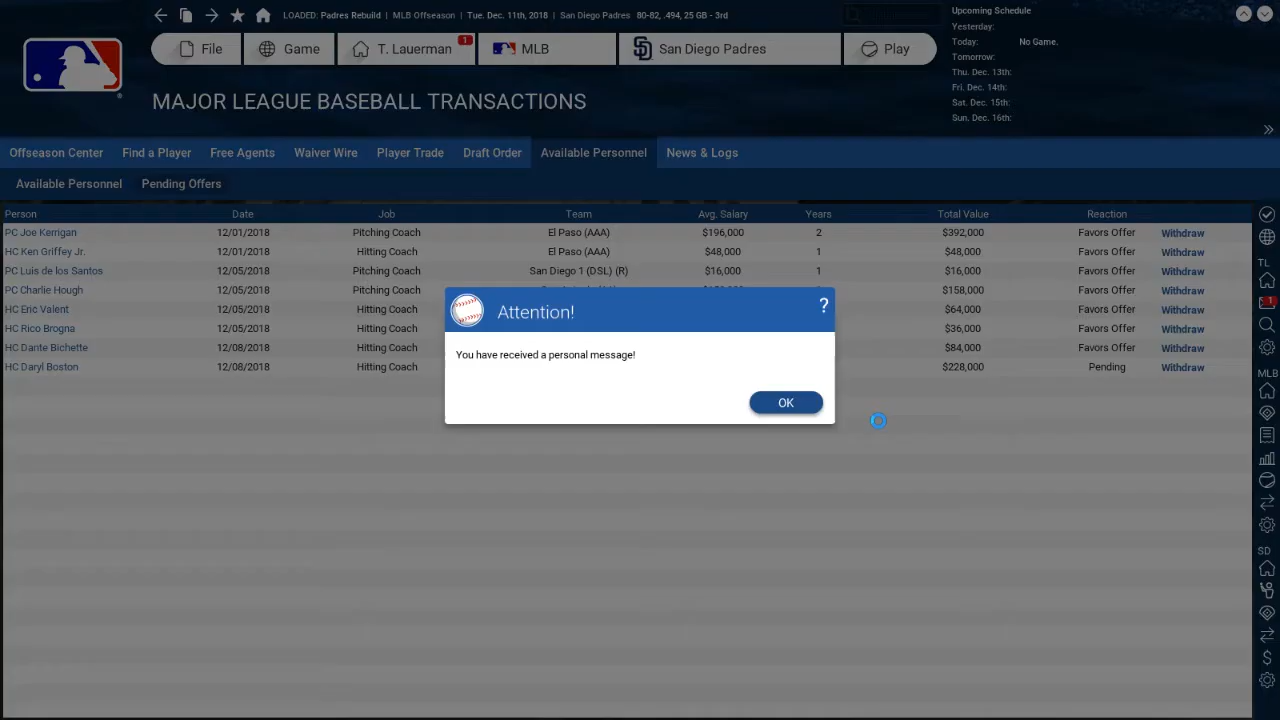 LOADED: Padres Rebuild | MLB Offseason | Tue. Dec. 11th, 2018 | San Diego Padres 80-82, .494, 25 GB - 3rd
Upcoming Schedule
Yesterday:
Today: No Game.
Tomorrow:
Thu. Dec. 13th:
Fri. Dec. 14th:
Sat. Dec. 15th:
Sun. Dec. 16th:
File Game T. Lauerman 1 MLB San Diego Padres Play
MAJOR LEAGUE BASEBALL TRANSACTIONS
Offseason Center Find a Player Free Agents Waiver Wire Player Trade Draft Order Available Personnel News & Logs
Available Personnel Pending Offers
Person Date Job Team Avg. Salary Years Total Value Reaction
PC Joe Kerrigan 12/01/2018 Pitching Coach El Paso (AAA) $196,000 2 $392,000 Favors Offer Withdraw
HC Ken Griffey Jr. 12/01/2018 Hitting Coach El Paso (AAA) $48,000 1 $48,000 Favors Offer Withdraw
PC Luis de los Santos 12/05/2018 Pitching Coach San Diego 1 (DSL) (R) $16,000 1 $16,000 Favors Offer Withdraw
PC Charlie Hough 12/05/2018 Pitching Coach $158,000 Favors Offer Withdraw
HC Eric Valent 12/05/2018 Hitting Coach $64,000 Favors Offer Withdraw
HC Rico Brogna 12/05/2018 Hitting Coach $36,000 Favors Offer Withdraw
HC Dante Bichette 12/08/2018 Hitting Coach $84,000 Favors Offer Withdraw
HC Daryl Boston 12/08/2018 Hitting Coach $228,000 Pending Withdraw
Attention! ?
You have received a personal message!
OK
TL
1
MLB
SD
$